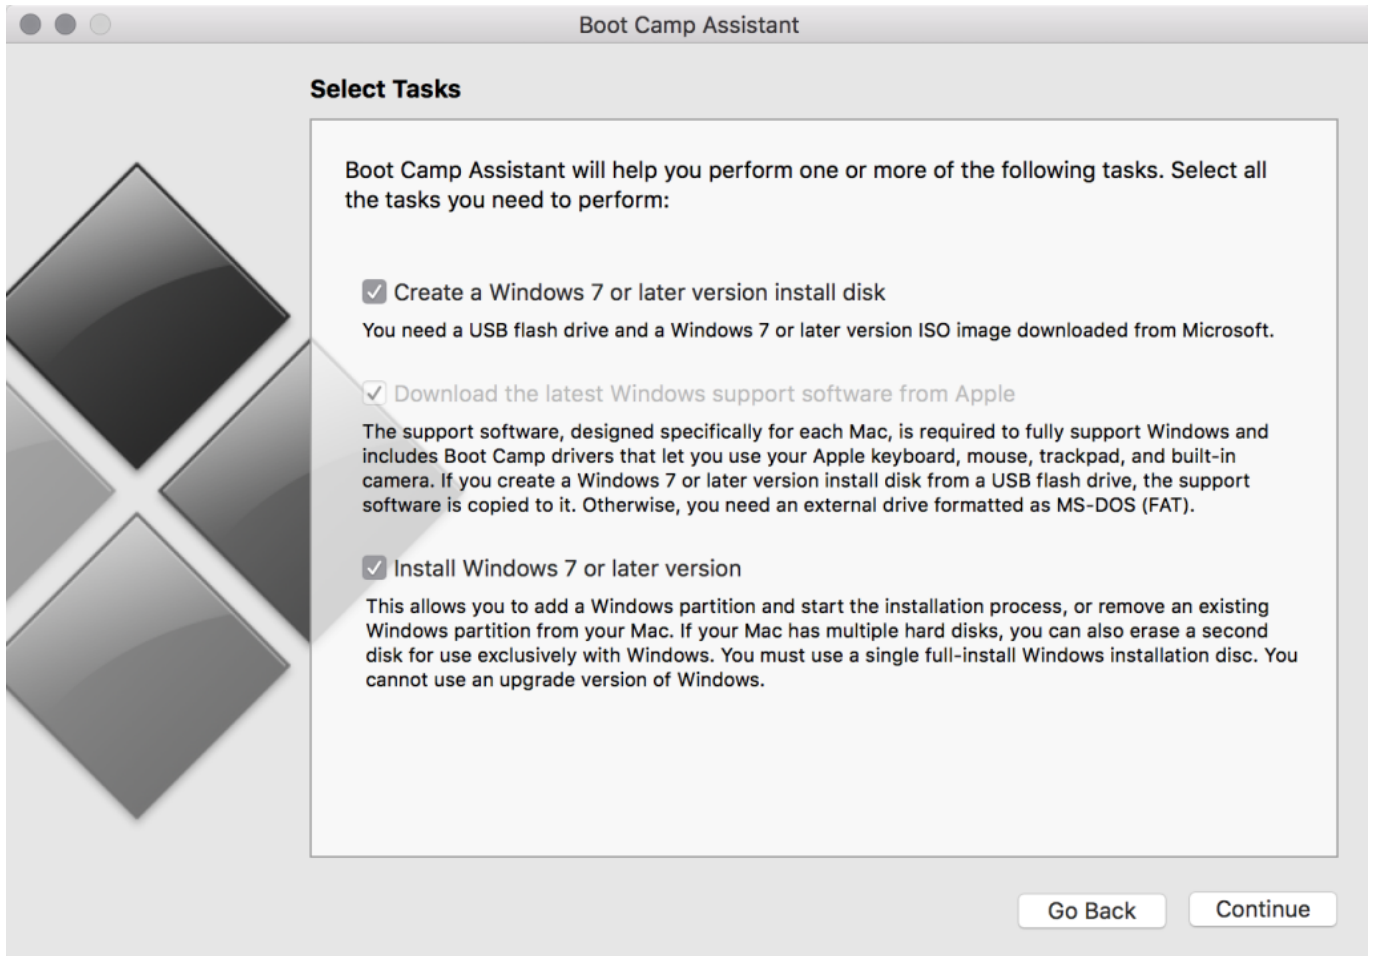 Boot Camp Assistant
Select Tasks
Boot Camp Assistant will help you perform one or more of the following tasks. Select all
the tasks you need to perform:
Create a Windows 7 or later version install disk
You need a USB flash drive and a Windows 7 or later version ISO image downloaded from Microsoft.
Download the latest Windows support software from Apple
The support software, designed specifically for each Mac, is required to fully support Windows and
includes Boot Camp drivers that let you use your Apple keyboard, mouse, trackpad, and built-in
camera. If you create a Windows 7 or later version install disk from a USB flash drive, the support
software is copied to it. Otherwise, you need an external drive formatted as MS-DOS (FAT).
Install Windows 7 or later version
This allows you to add a Windows partition and start the installation process, or remove an existing
Windows partition from your Mac. If your Mac has multiple hard disks, you can also erase a second
disk for use exclusively with Windows. You must use a single full-install Windows installation disc. You
cannot use an upgrade version of Windows.
Go Back
Continue